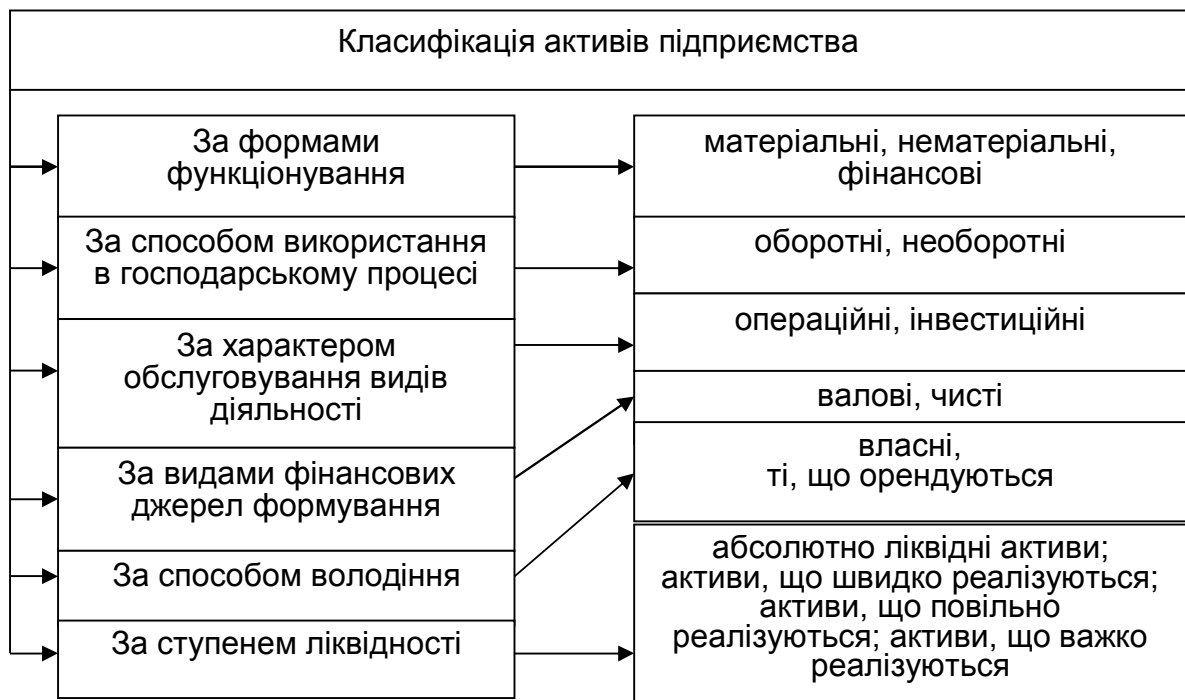 Класифікація активів підприємства
За формами
функціонування
матеріальні, нематеріальні,
фінансові
За способом використання
в господарському процесі
оборотні, необоротні
За характером
обслуговування видів
діяльності
операційні, інвестиційні
За видами фінансових
джерел формування
валові, чисті
За способом володіння
власні,
ті, що орендуються
За ступенем ліквідності
абсолютно ліквідні активи;
активи, що швидко реалізуються;
активи, що повільно
реалізуються; активи, що важко
реалізуються